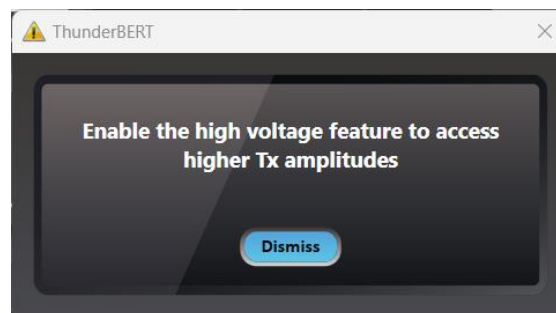 ThunderBERT
Enable the high voltage feature to access
higher Tx amplitudes
Dismiss